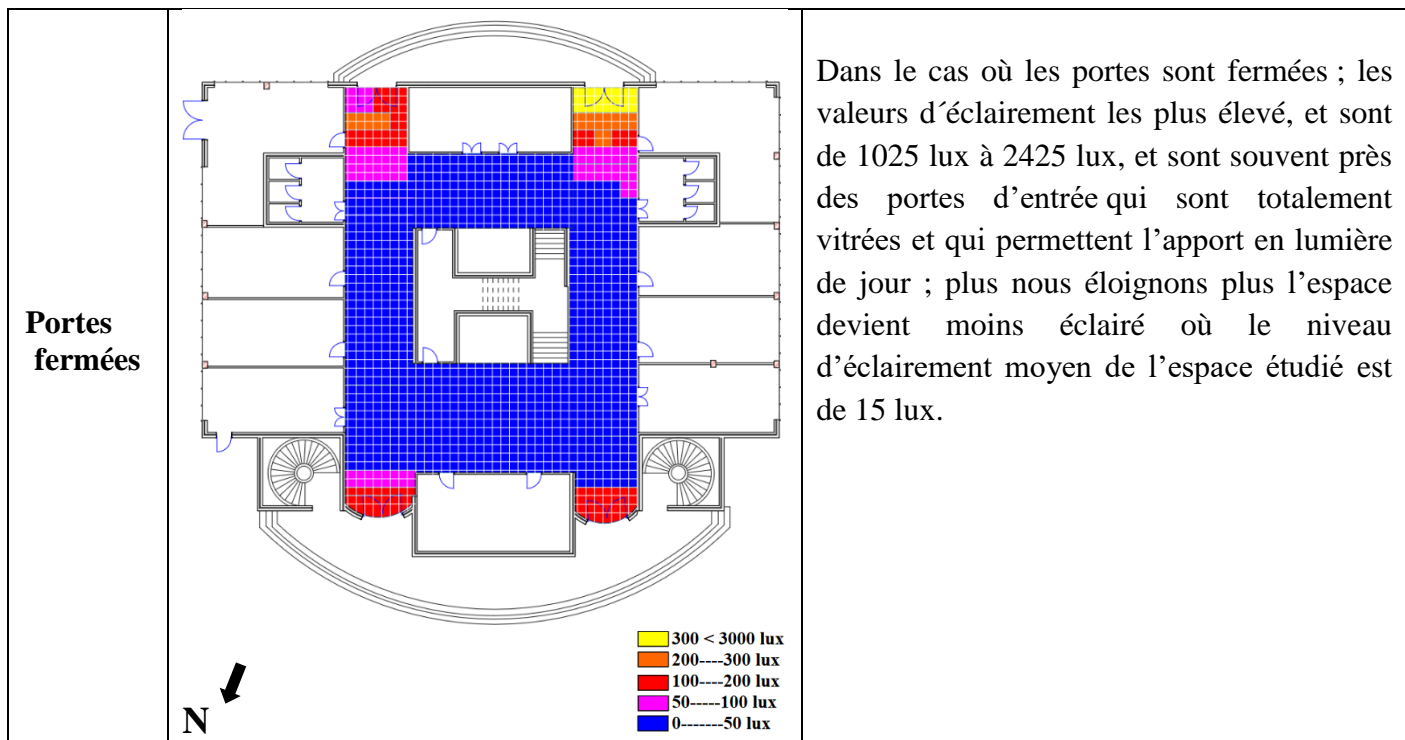 Portes
fermées
Dans le cas où les portes sont fermées ; les
valeurs d´éclairement les plus élevé, et sont
de 1025 lux à 2425 lux, et sont souvent près
des portes d’entrée qui sont totalement
vitrées et qui permettent l’apport en lumière
de jour ; plus nous éloignons plus l’espace
devient moins éclairé où le niveau
d’éclairement moyen de l’espace étudié est
de 15 lux.
300 < 3000 lux
200----300 lux
100----200 lux
50-----100 lux
0-------50 lux
N